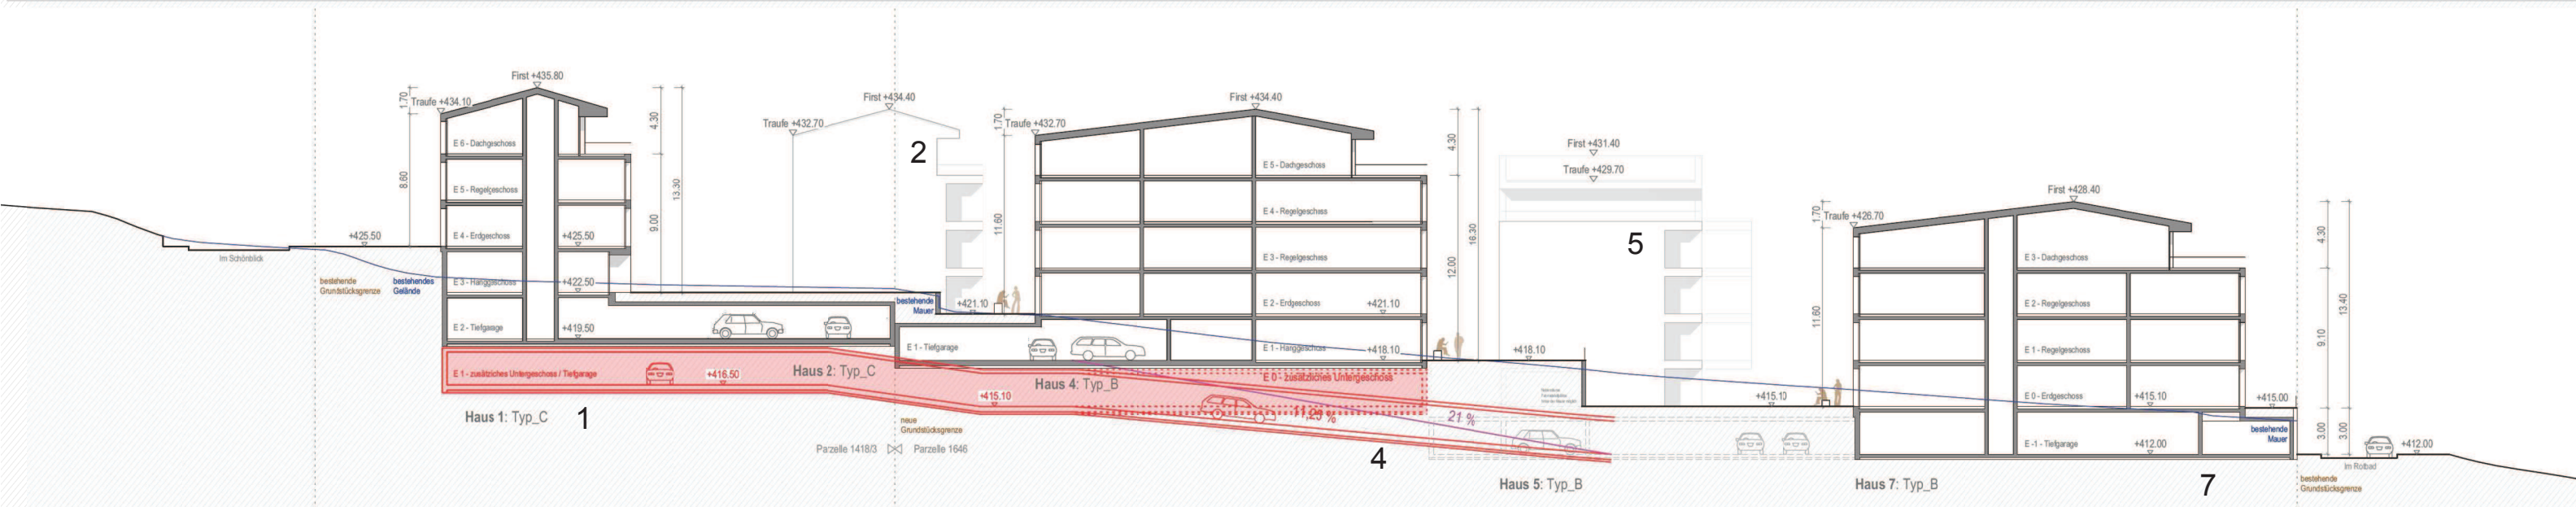 First +435.80
1.70
Traufe +434.10
8.60
E 6 - Dachgeschoss
E 5 - Regelgeschoss
E 4 - Erdgeschoss
+425.50
E 3 - Hanggeschoss
+422.50
E 2 - Tiefgarage
+419.50
4.30
9.00
13.30
+425.50
Im Schönblick
bestehende
Grundstücksgrenze
bestehendes
Gelände
E 1 - zusätzliches Untergeschoss / Tiefgarage
+416.50
Haus 1: Typ_C
1
First +434.40
Traufe +432.70
2
bestehende
Mauer
+421.10
Haus 2: Typ_C
neue
Grundstücksgrenze
Parzelle 1418/3
Parzelle 1646
+415.10
First +434.40
1.70
Traufe +432.70
11.60
E 5 - Dachgeschoss
E 4 - Regelgeschoss
E 3 - Regelgeschoss
E 2 - Erdgeschoss
+421.10
E 1 - Tiefgarage
E 1 - Hanggeschoss
+418.10
E 0 - zusätzliches Untergeschoss
Haus 4: Typ_B
11,25 %
21 %
4
4.30
12.00
16.30
First +431.40
Traufe +429.70
5
+418.10
+415.10
Haus 5: Typ_B
First +428.40
1.70
Traufe +426.70
11.60
E 3 - Dachgeschoss
E 2 - Regelgeschoss
E 1 - Regelgeschoss
E 0 - Erdgeschoss
+415.10
E -1 - Tiefgarage
+412.00
+415.00
bestehende
Mauer
Haus 7: Typ_B
7
4.30
9.10
3.00
13.40
3.00
+412.00
Im Rotbad
bestehende
Grundstücksgrenze